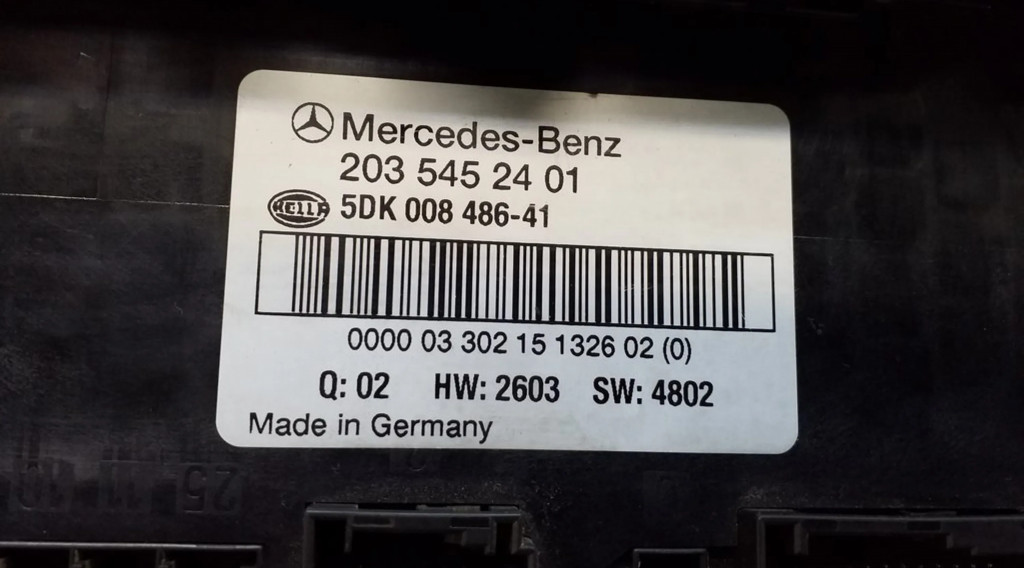 Mercedes-Benz
203 545 24 01
HELLA 5DK 008 486-41
0000 03 302 15 1326 02 (0)
Q: 02 HW: 2603 SW: 4802
Made in Germany